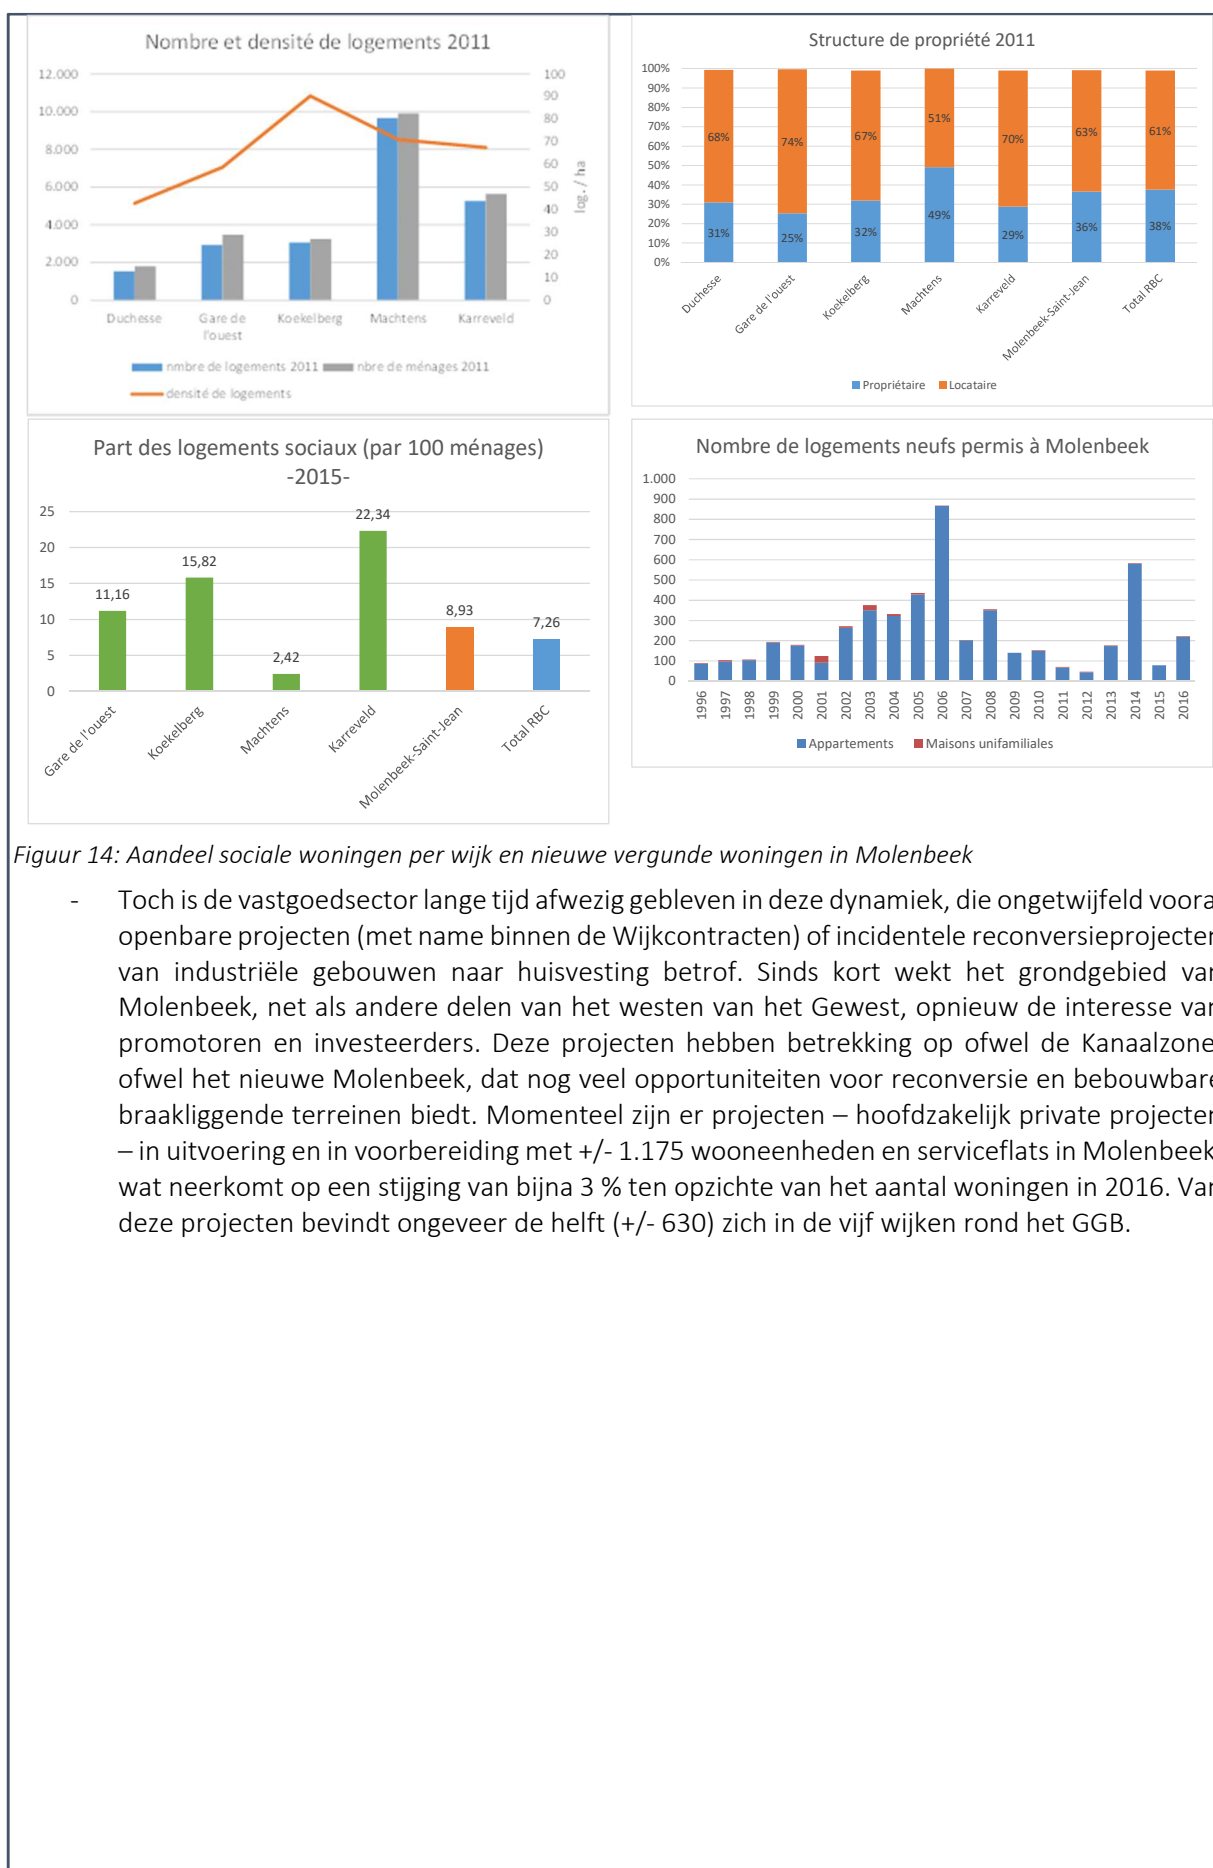 Nombre et densité de logements 2011
12.000
10.000
8.000
6.000
4.000
2.000
0
100
90
80
70
60
50
40
30
20
10
0
log. / ha
Duchesse
Gare de
l'ouest
Koekelberg
Machtens
Karreveld
nmbre de logements 2011
nbre de ménages 2011
densité de logements
Structure de propriété 2011
100%
90%
80%
70%
60%
50%
40%
30%
20%
10%
0%
68%
74%
67%
51%
70%
63%
61%
31%
25%
32%
49%
29%
36%
38%
Duchesse
Gare de l'ouest
Koekelberg
Machtens
Karreveld
Molenbeek-Saint-Jean
Total RBC
Propriétaire
Locataire
Part des logements sociaux (par 100 ménages)
-2015-
25
20
15
10
5
0
11,16
15,82
2,42
22,34
8,93
7,26
Gare de l'ouest
Koekelberg
Machtens
Karreveld
Molenbeek-Saint-Jean
Total RBC
Nombre de logements neufs permis à Molenbeek
1.000
900
800
700
600
500
400
300
200
100
0
1996
1997
1998
1999
2000
2001
2002
2003
2004
2005
2006
2007
2008
2009
2010
2011
2012
2013
2014
2015
2016
Appartements
Maisons unifamiliales
Figuur 14: Aandeel sociale woningen per wijk en nieuwe vergunde woningen in Molenbeek
- Toch is de vastgoedsector lange tijd afwezig gebleven in deze dynamiek, die ongetwijfeld voora
openbare projecten (met name binnen de Wijkcontracten) of incidentele reconversieprojecten
van industriële gebouwen naar huisvesting betrof. Sinds kort wekt het grondgebied van
Molenbeek, net als andere delen van het westen van het Gewest, opnieuw de interesse van
promotoren en investeerders. Deze projecten hebben betrekking op ofwel de Kanaalzone
ofwel het nieuwe Molenbeek, dat nog veel opportuniteiten voor reconversie en bebouwbare
braakliggende terreinen biedt. Momenteel zijn er projecten – hoofdzakelijk private projecten
– in uitvoering en in voorbereiding met +/- 1.175 wooneenheden en serviceflats in Molenbeek
wat neerkomt op een stijging van bijna 3 % ten opzichte van het aantal woningen in 2016. Van
deze projecten bevindt ongeveer de helft (+/- 630) zich in de vijf wijken rond het GGB.